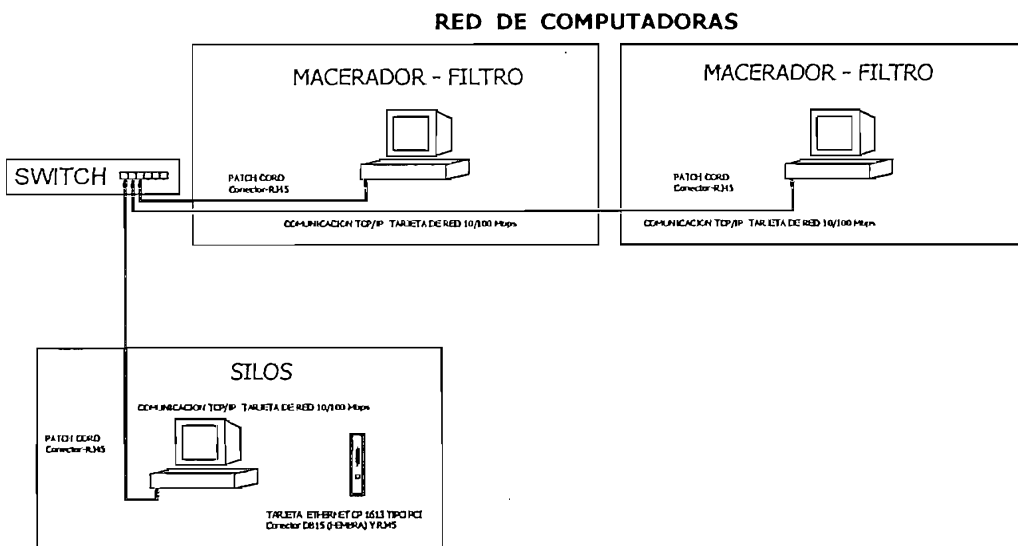 RED DE COMPUTADORAS
MACERADOR - FILTRO
MACERADOR - FILTRO
SWITCH
PATCH CORD
Conector-RJ45
PATCH CORD
Conector-RJ45
COMUNICACION TCP/IP TARJETA DE RED 10/100 Mbps
COMUNICACION TCP/IP TARJETA DE RED 10/100 Mbps
SILOS
COMUNICACION TCP/IP TARJETA DE RED 10/100 Mbps
PATCH CORD
Conector-RJ45
TARJETA ETHERNET CP 1613 TIPO PCI
Conector DB15 (HEMBRA) Y RJ45